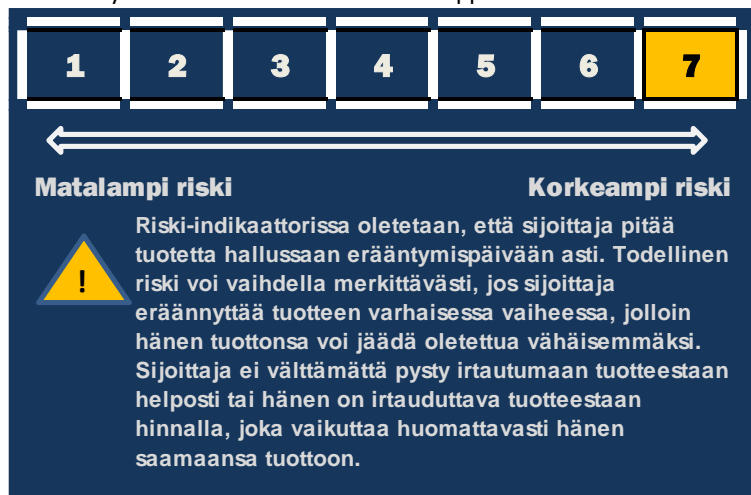 1 2 3 4 5 6 7
Matalampi riski Korkeampi riski
Riski-indikaattorissa oletetaan, että sijoittaja pitää
tuotetta hallussaan erääntymispäivään asti. Todellinen
! riski voi vaihdella merkittävästi, jos sijoittaja
eräännyttää tuotteen varhaisessa vaiheessa, jolloin
hänen tuottonsa voi jäädä oletettua vähäisemmäksi.
Sijoittaja ei välttämättä pysty irtautumaan tuotteestaan
helposti tai hänen on irtauduttava tuotteestaan
hinnalla, joka vaikuttaa huomattavasti hänen
saamaansa tuottoon.